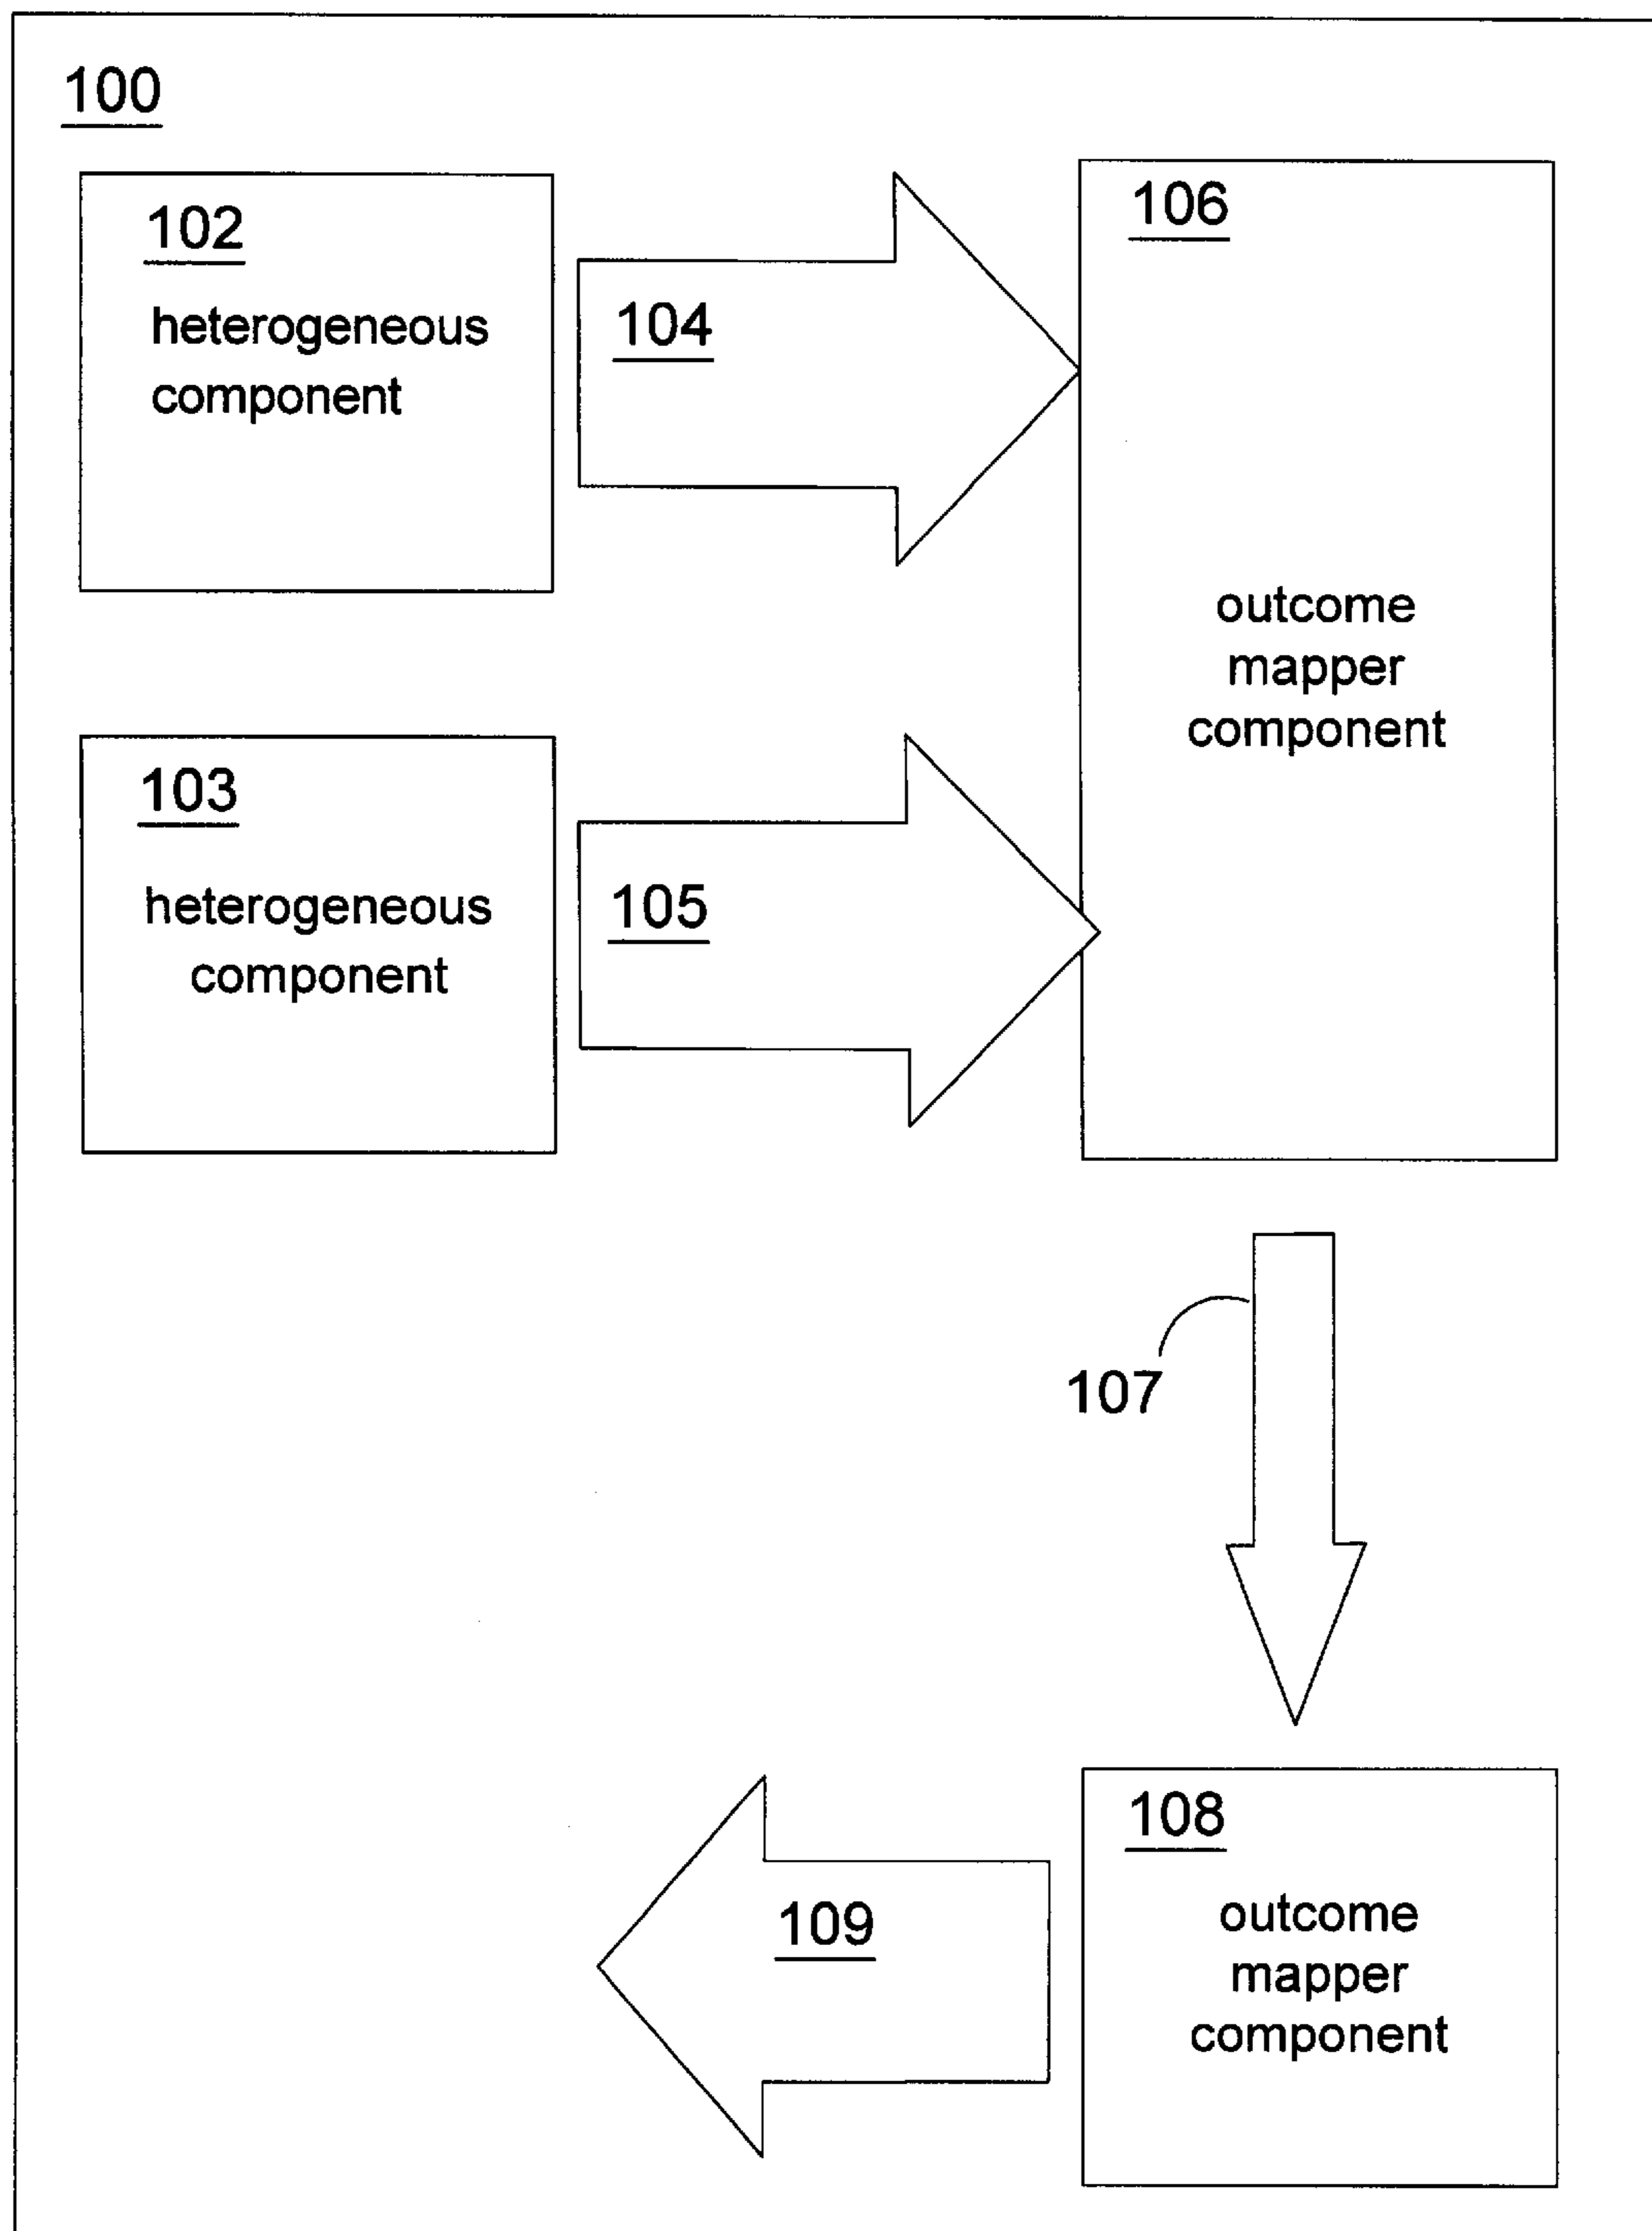 100
102
heterogeneous
component
104
106
outcome
mapper
component
103
heterogeneous
component
105
107
108
outcome
mapper
component
109